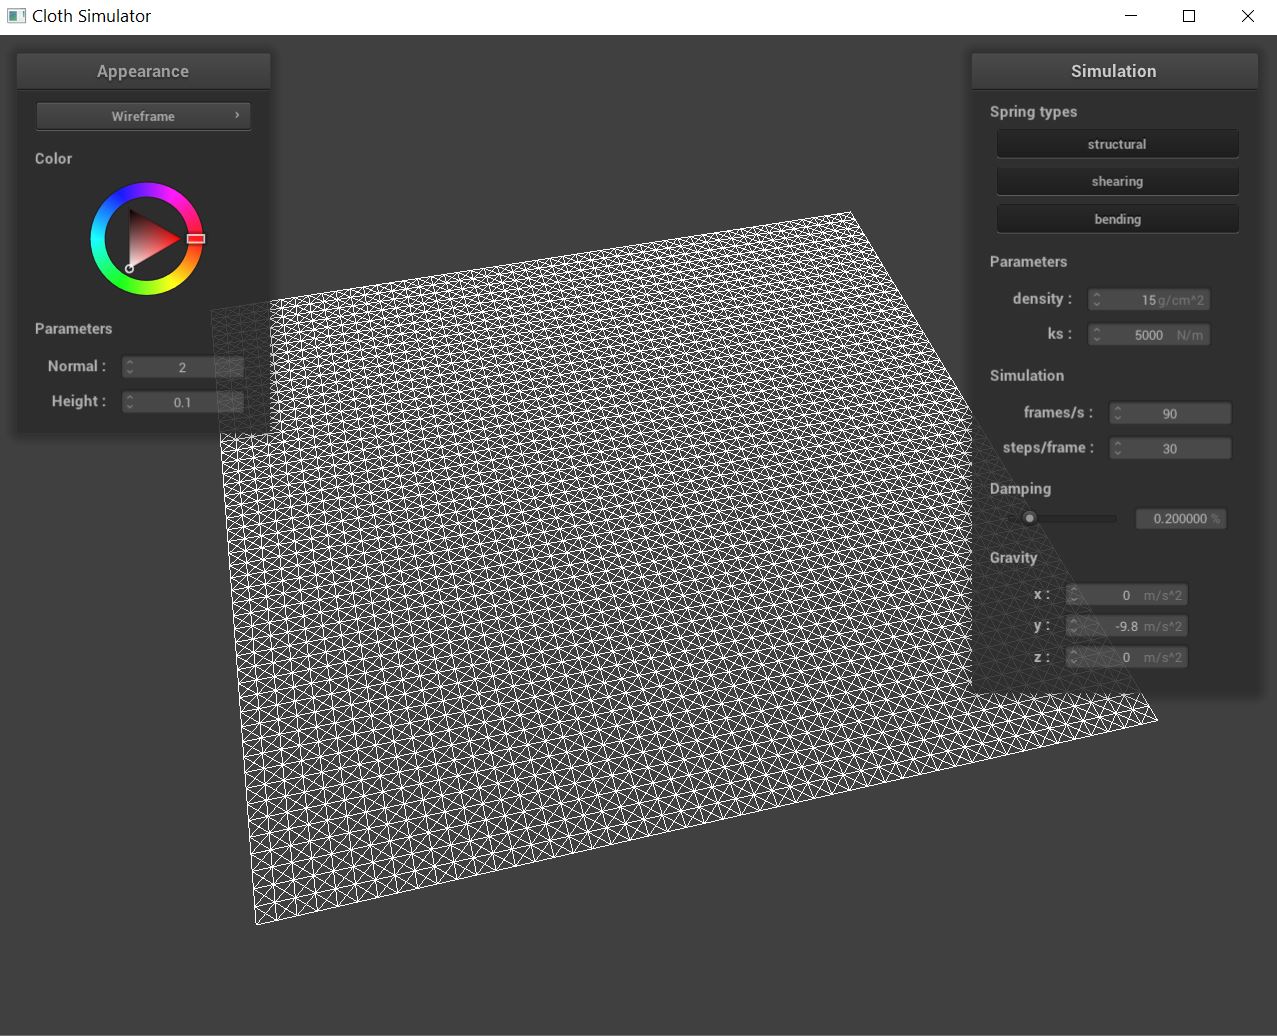 Cloth Simulator
Appearance
Wireframe
Color
Parameters
Normal : 2
Height : 0.1
Simulation
Spring types
structural
shearing
bending
Parameters
density : 15 g/cm^2
ks : 5000 N/m
Simulation
frames/s : 90
steps/frame : 30
Damping
0.200000 %
Gravity
x : 0 m/s^2
y : -9.8 m/s^2
z : 0 m/s^2